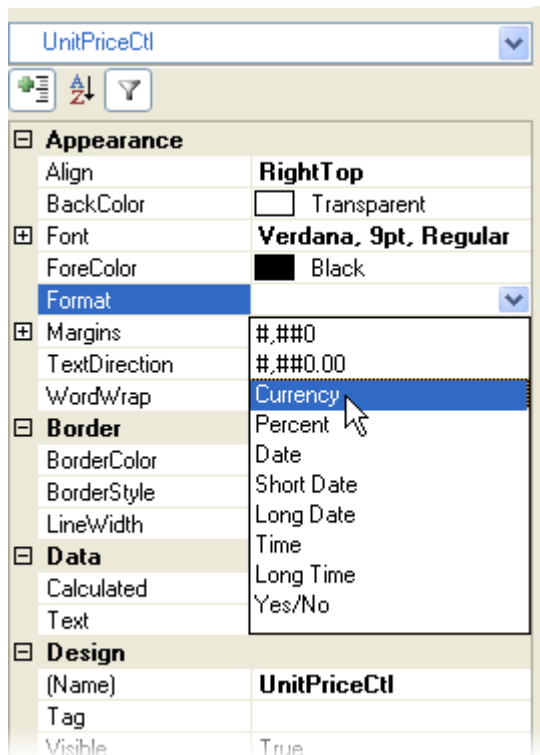 UnitPriceCtl
Appearance
Align RightTop
BackColor Transparent
Font Verdana, 9pt, Regular
ForeColor Black
Format
Margins #,##0
TextDirection #,##0.00
WordWrap Currency
Border Percent
BorderColor Date
BorderStyle Short Date
LineWidth Long Date
Data Time
Calculated Long Time
Text Yes/No
Design
(Name) UnitPriceCtl
Tag
Visible True